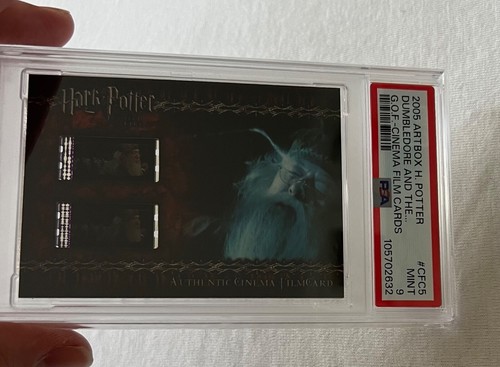 Harry Potter
AUTHENTIC CINEMA FILMCARD
2005 ARTBOX H. POTTER #CFC5
DUMBLEDORE AND THE... MINT
G.O.F.-CINEMA FILM CARDS 9
PSA 105702632